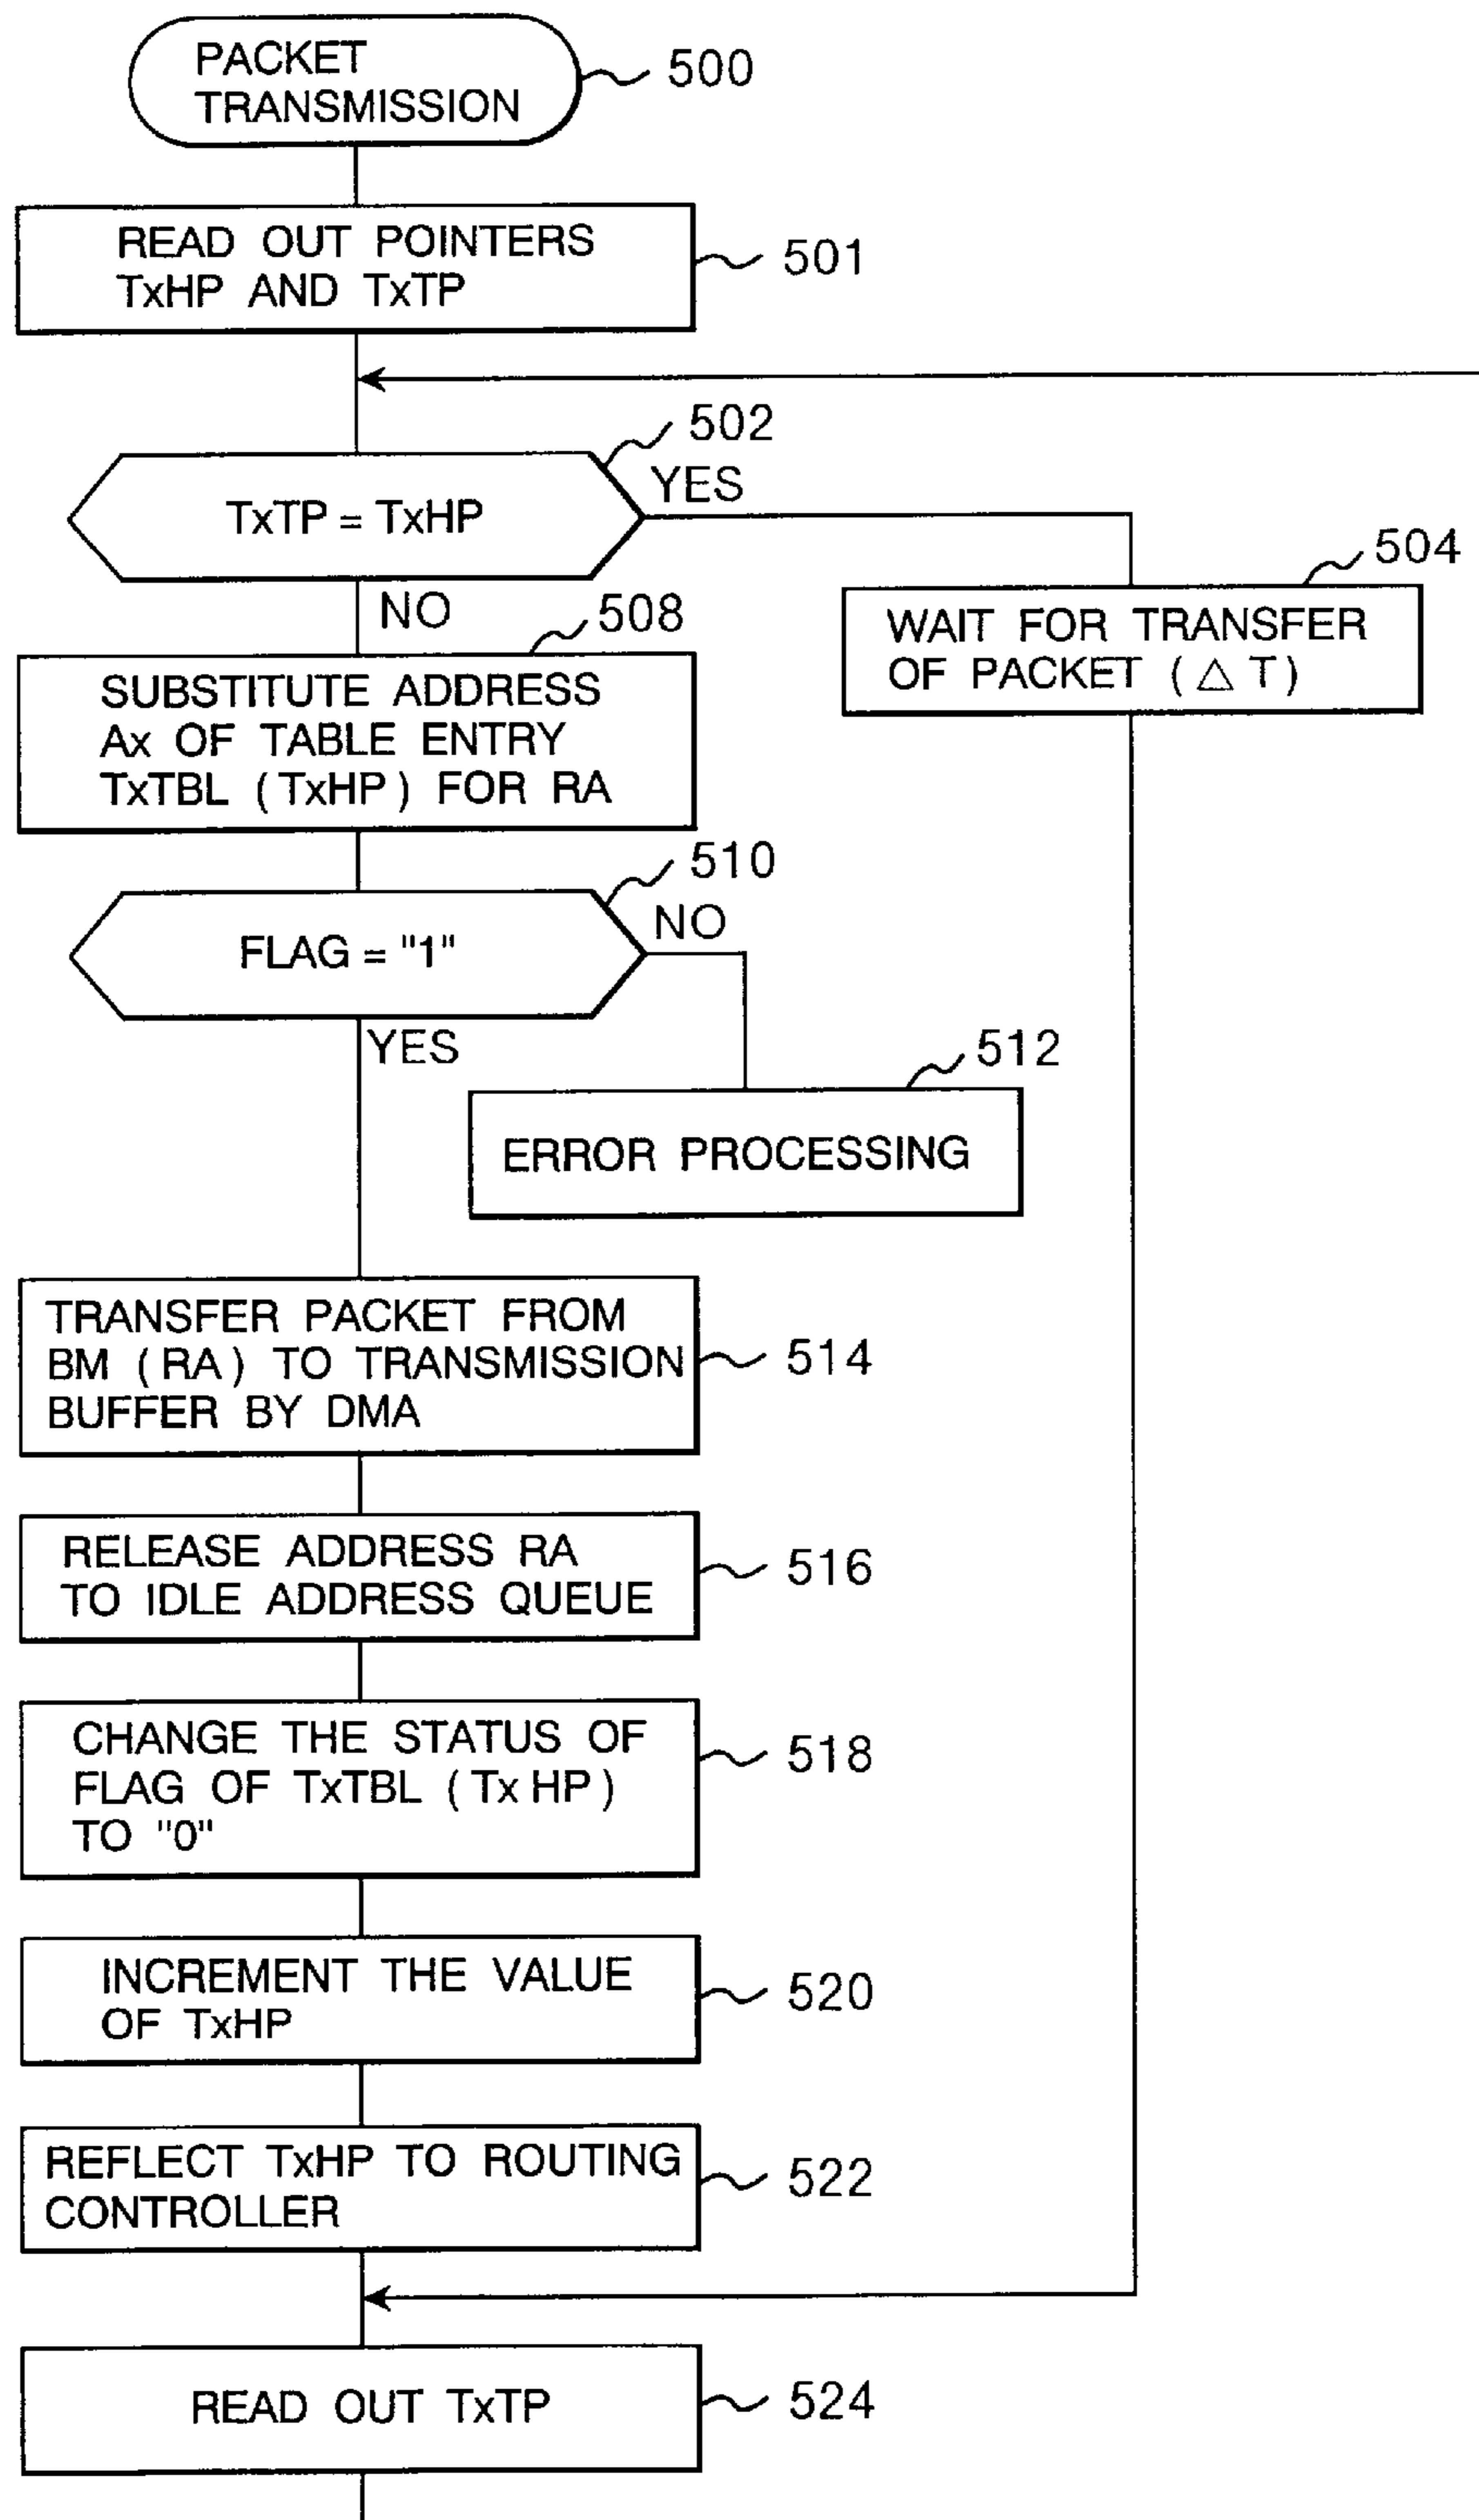 PACKET
TRANSMISSION
500
READ OUT POINTERS
TxHP AND TxTP
501
502
TxTP = TxHP
YES
504
WAIT FOR TRANSFER
OF PACKET ( △ T )
NO
508
SUBSTITUTE ADDRESS
Ax OF TABLE ENTRY
TxTBL ( TxHP ) FOR RA
510
FLAG = "1"
NO
YES
512
ERROR PROCESSING
TRANSFER PACKET FROM
BM ( RA ) TO TRANSMISSION
BUFFER BY DMA
514
RELEASE ADDRESS RA
TO IDLE ADDRESS QUEUE
516
CHANGE THE STATUS OF
FLAG OF TxTBL ( Tx HP )
TO "0"
518
INCREMENT THE VALUE
OF TxHP
520
REFLECT TxHP TO ROUTING
CONTROLLER
522
READ OUT TxTP
524